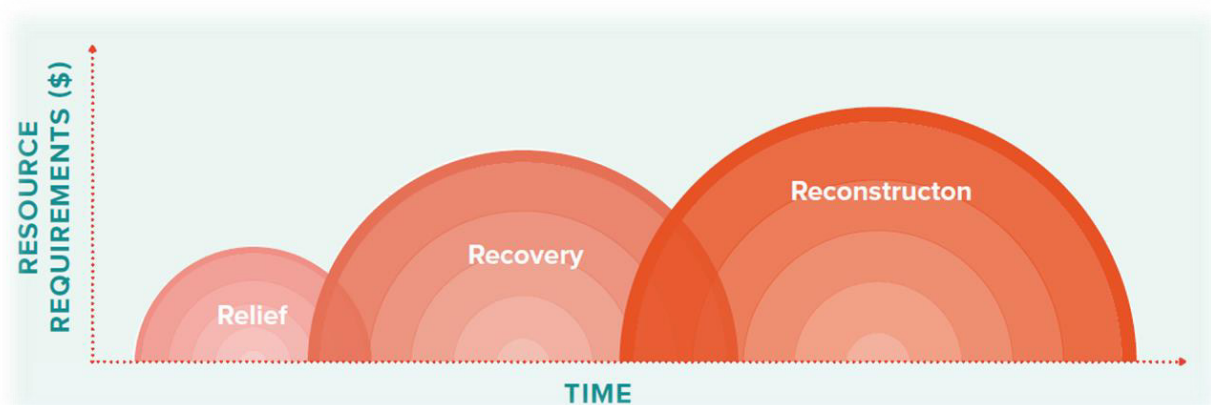 RESOURCE
REQUIREMENTS ($)
Relief
Recovery
Reconstructon
TIME